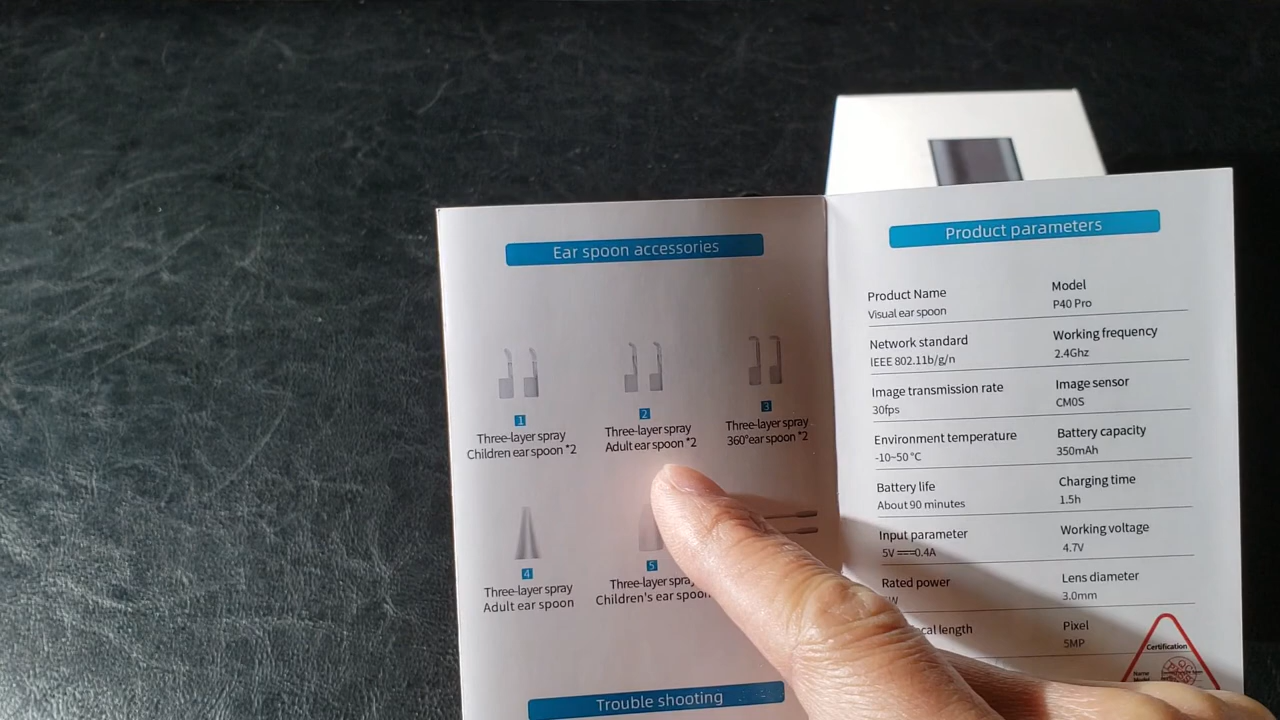 Ear spoon accessories
1
Three-layer spray
Children ear spoon *2
2
Three-layer spray
Adult ear spoon *2
3
Three-layer spray
360°ear spoon *2
4
Three-layer spray
Adult ear spoon
5
Three-layer spray
Children's ear spoon
Trouble shooting
Product parameters
Product Name
Visual ear spoon
Model
P40 Pro
Network standard
IEEE 802.11b/g/n
Working frequency
2.4Ghz
Image transmission rate
30fps
Image sensor
CMOS
Environment temperature
-10~50 °C
Battery capacity
350mAh
Battery life
About 90 minutes
Charging time
1.5h
Input parameter
5V 0.4A
Working voltage
4.7V
Rated power
W
Lens diameter
3.0mm
length
Pixel
5MP
Certification